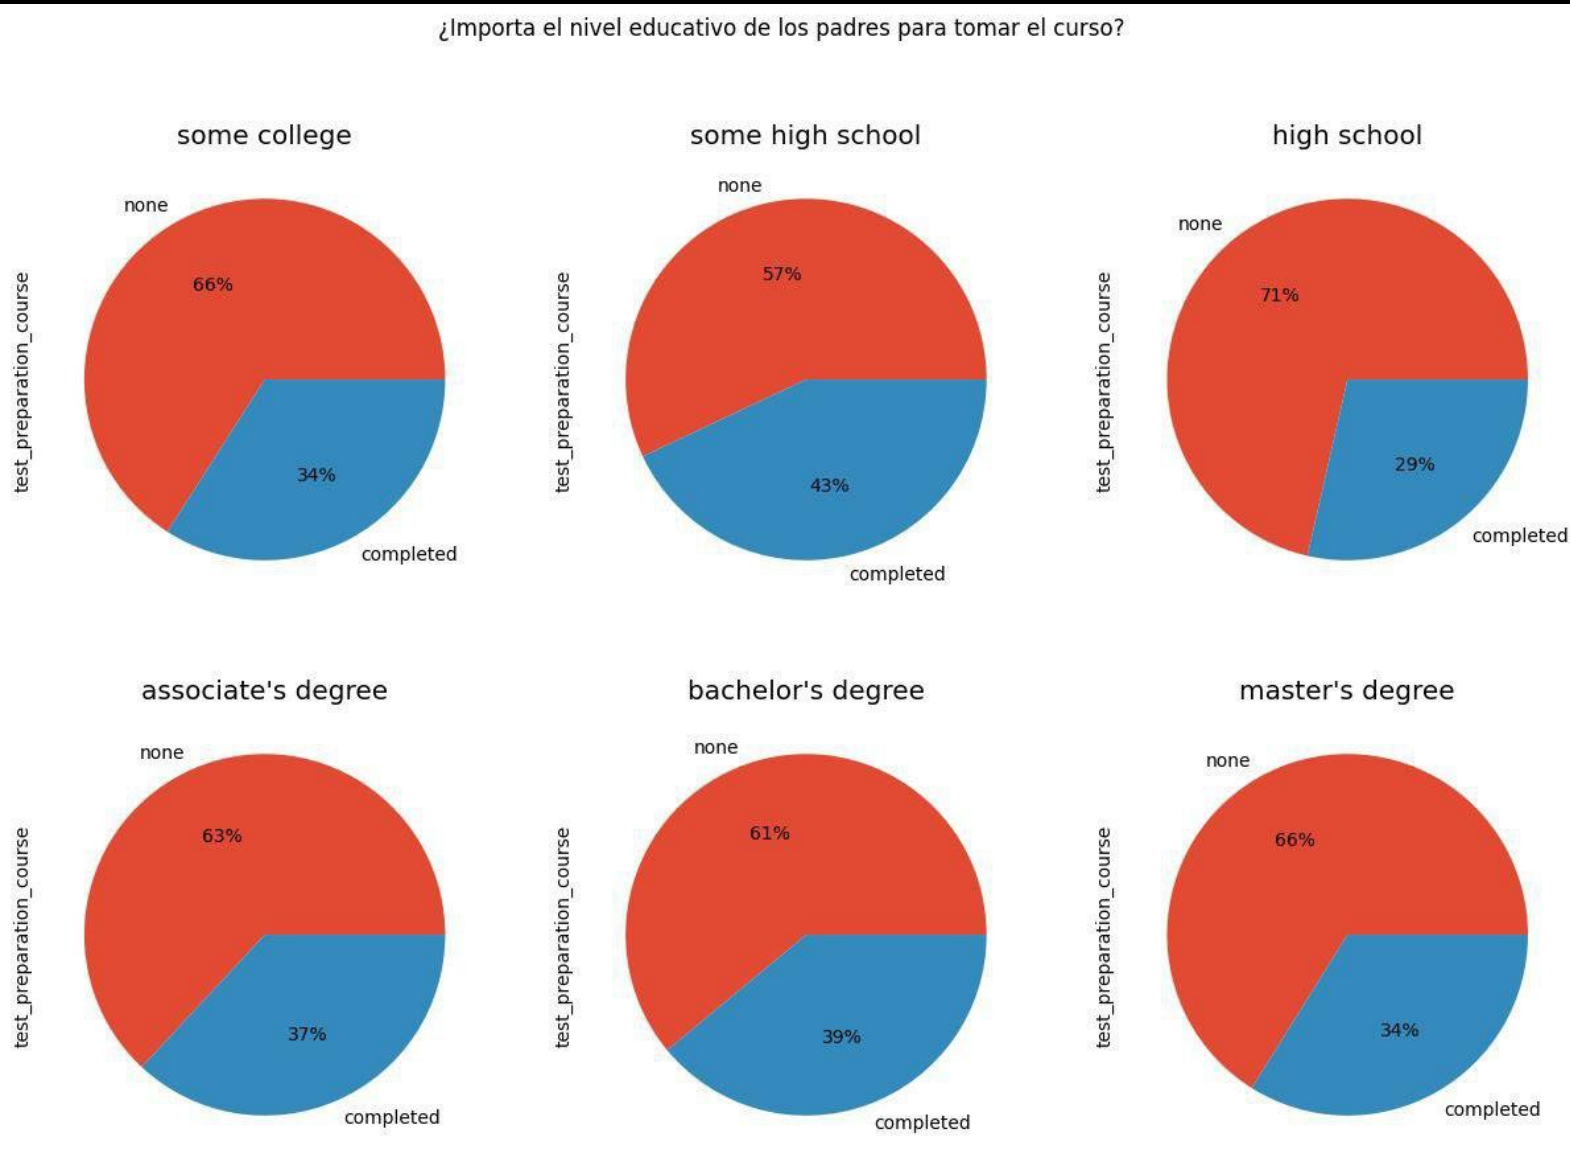 ¿Importa el nivel educativo de los padres para tomar el curso?
some college
none
66%
34%
completed
test_preparation_course
some high school
none
57%
43%
completed
test_preparation_course
high school
none
71%
29%
completed
test_preparation_course
associate's degree
none
63%
37%
completed
test_preparation_course
bachelor's degree
none
61%
39%
completed
test_preparation_course
master's degree
none
66%
34%
completed
test_preparation_course